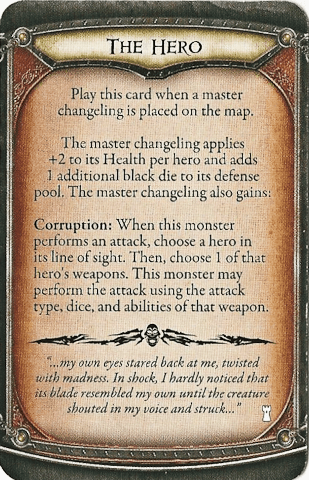 THE HERO
Play this card when a master
changeling is placed on the map.
The master changeling applies
+2 to its Health per hero and adds
1 additional black die to its defense
pool. The master changeling also gains:
Corruption: When this monster
performs an attack, choose a hero in
its line of sight. Then, choose 1 of that
hero's weapons. This monster may
perform the attack using the attack
type, dice, and abilities of that weapon.
"...my own eyes stared back at me, twisted
with madness. In shock, I hardly noticed that
its blade resembled my own until the creature
shouted in my voice and struck..."